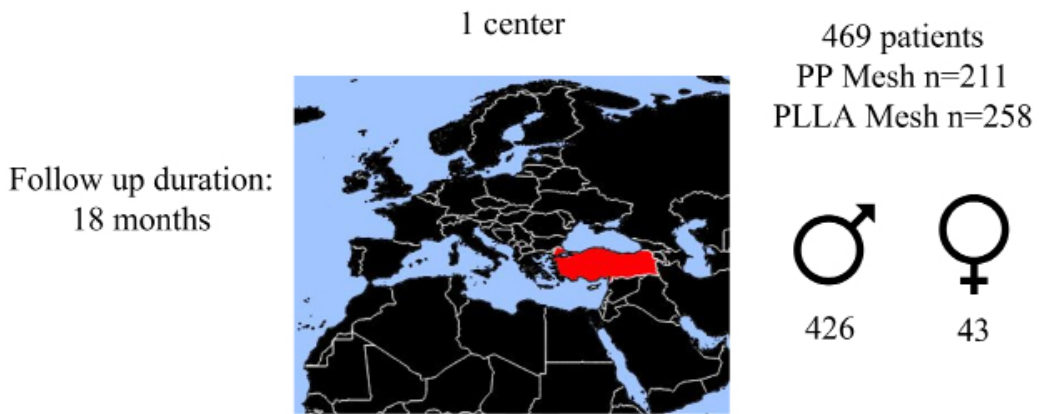 1 center
469 patients
PP Mesh n=211
PLLA Mesh n=258
Follow up duration:
18 months
426
43